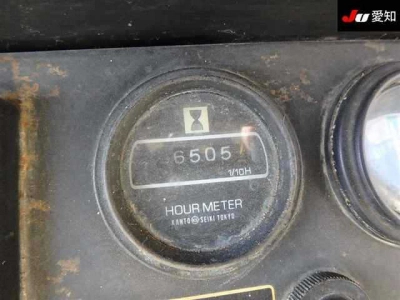 Ju 愛知
6505
1/10H
HOUR METER
KANTO SEIKI TOKYO